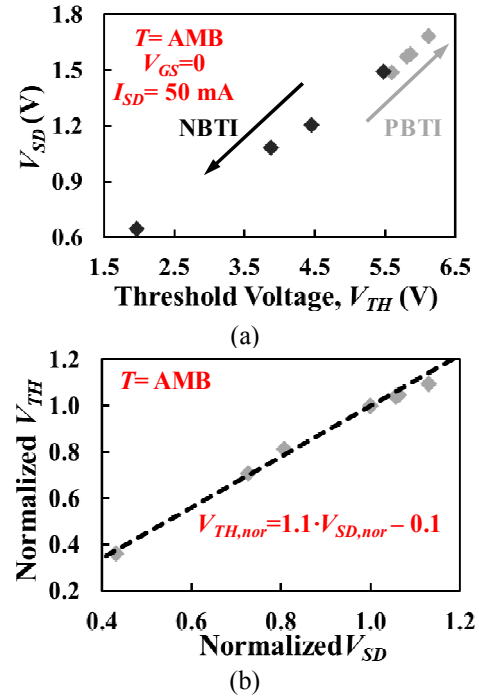 T= AMB
V_GS=0
I_SD= 50 mA
NBTI
PBTI
V_SD (V)
1.8
1.5
1.2
0.9
0.6
1.5 2.5 3.5 4.5 5.5 6.5
Threshold Voltage, V_TH (V)
(a)
T= AMB
Normalized V_TH
1.2
1.0
0.8
0.6
0.4
0.2
V_TH,nor=1.1·V_SD,nor – 0.1
0.4 0.6 0.8 1.0 1.2
Normalized V_SD
(b)